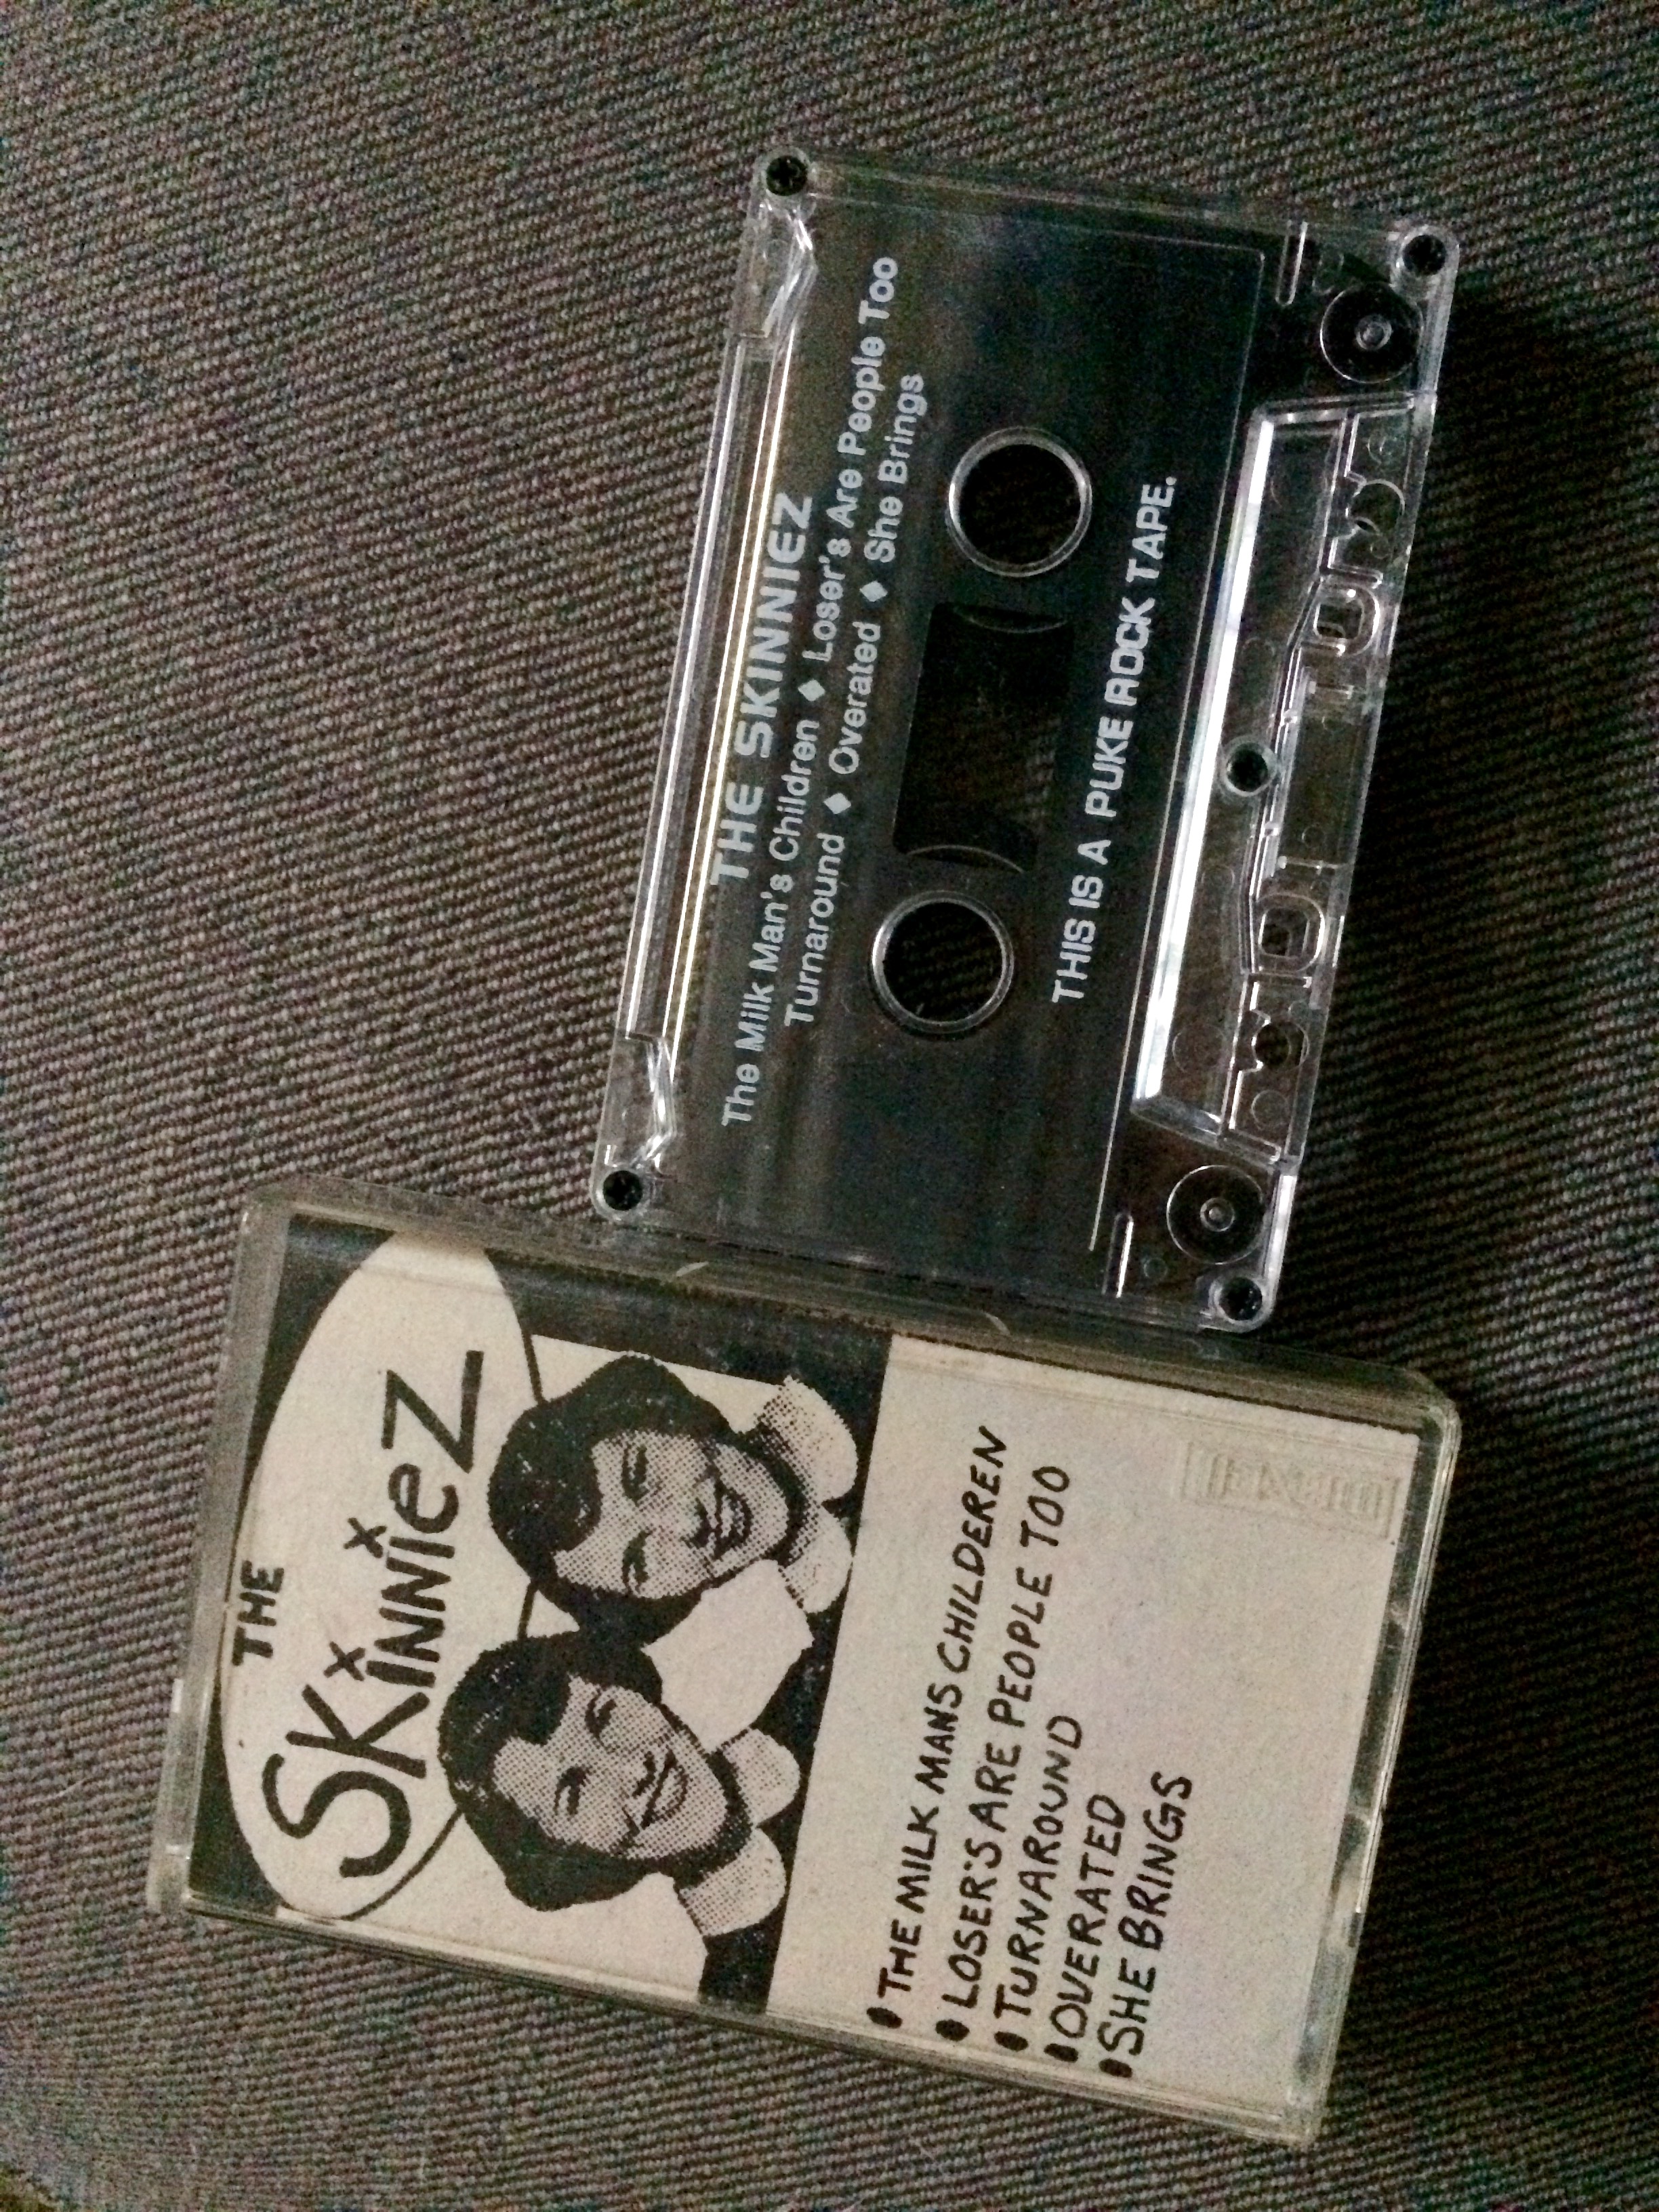 THE SKINNIEZ
The Milk Man's Children ◆ Loser's Are People Too
Turnaround ◆ Overated ◆ She Brings
THIS IS A PUKE ROCK TAPE.
THE
SKiNNieZ
• THE MILK MANS CHILDEREN
• LOSER'S ARE PEOPLE TOO
• TURNAROUND
• OVERATED
• SHE BRINGS